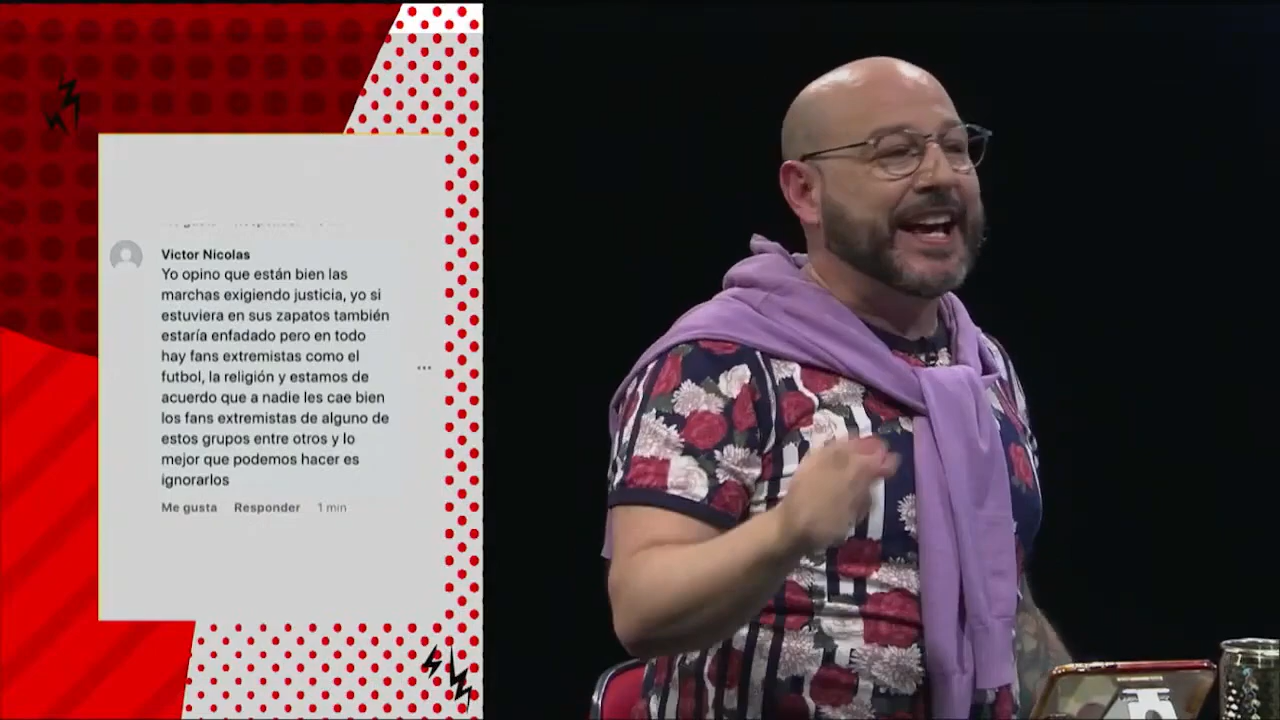 Victor Nicolas
Yo opino que están bien las
marchas exigiendo justicia, yo si
estuviera en sus zapatos también
estaría enfadado pero en todo
hay fans extremistas como el
futbol, la religión y estamos de
acuerdo que a nadie les cae bien
los fans extremistas de alguno de
estos grupos entre otros y lo
mejor que podemos hacer es
ignorarlos
Me gusta Responder 1 min